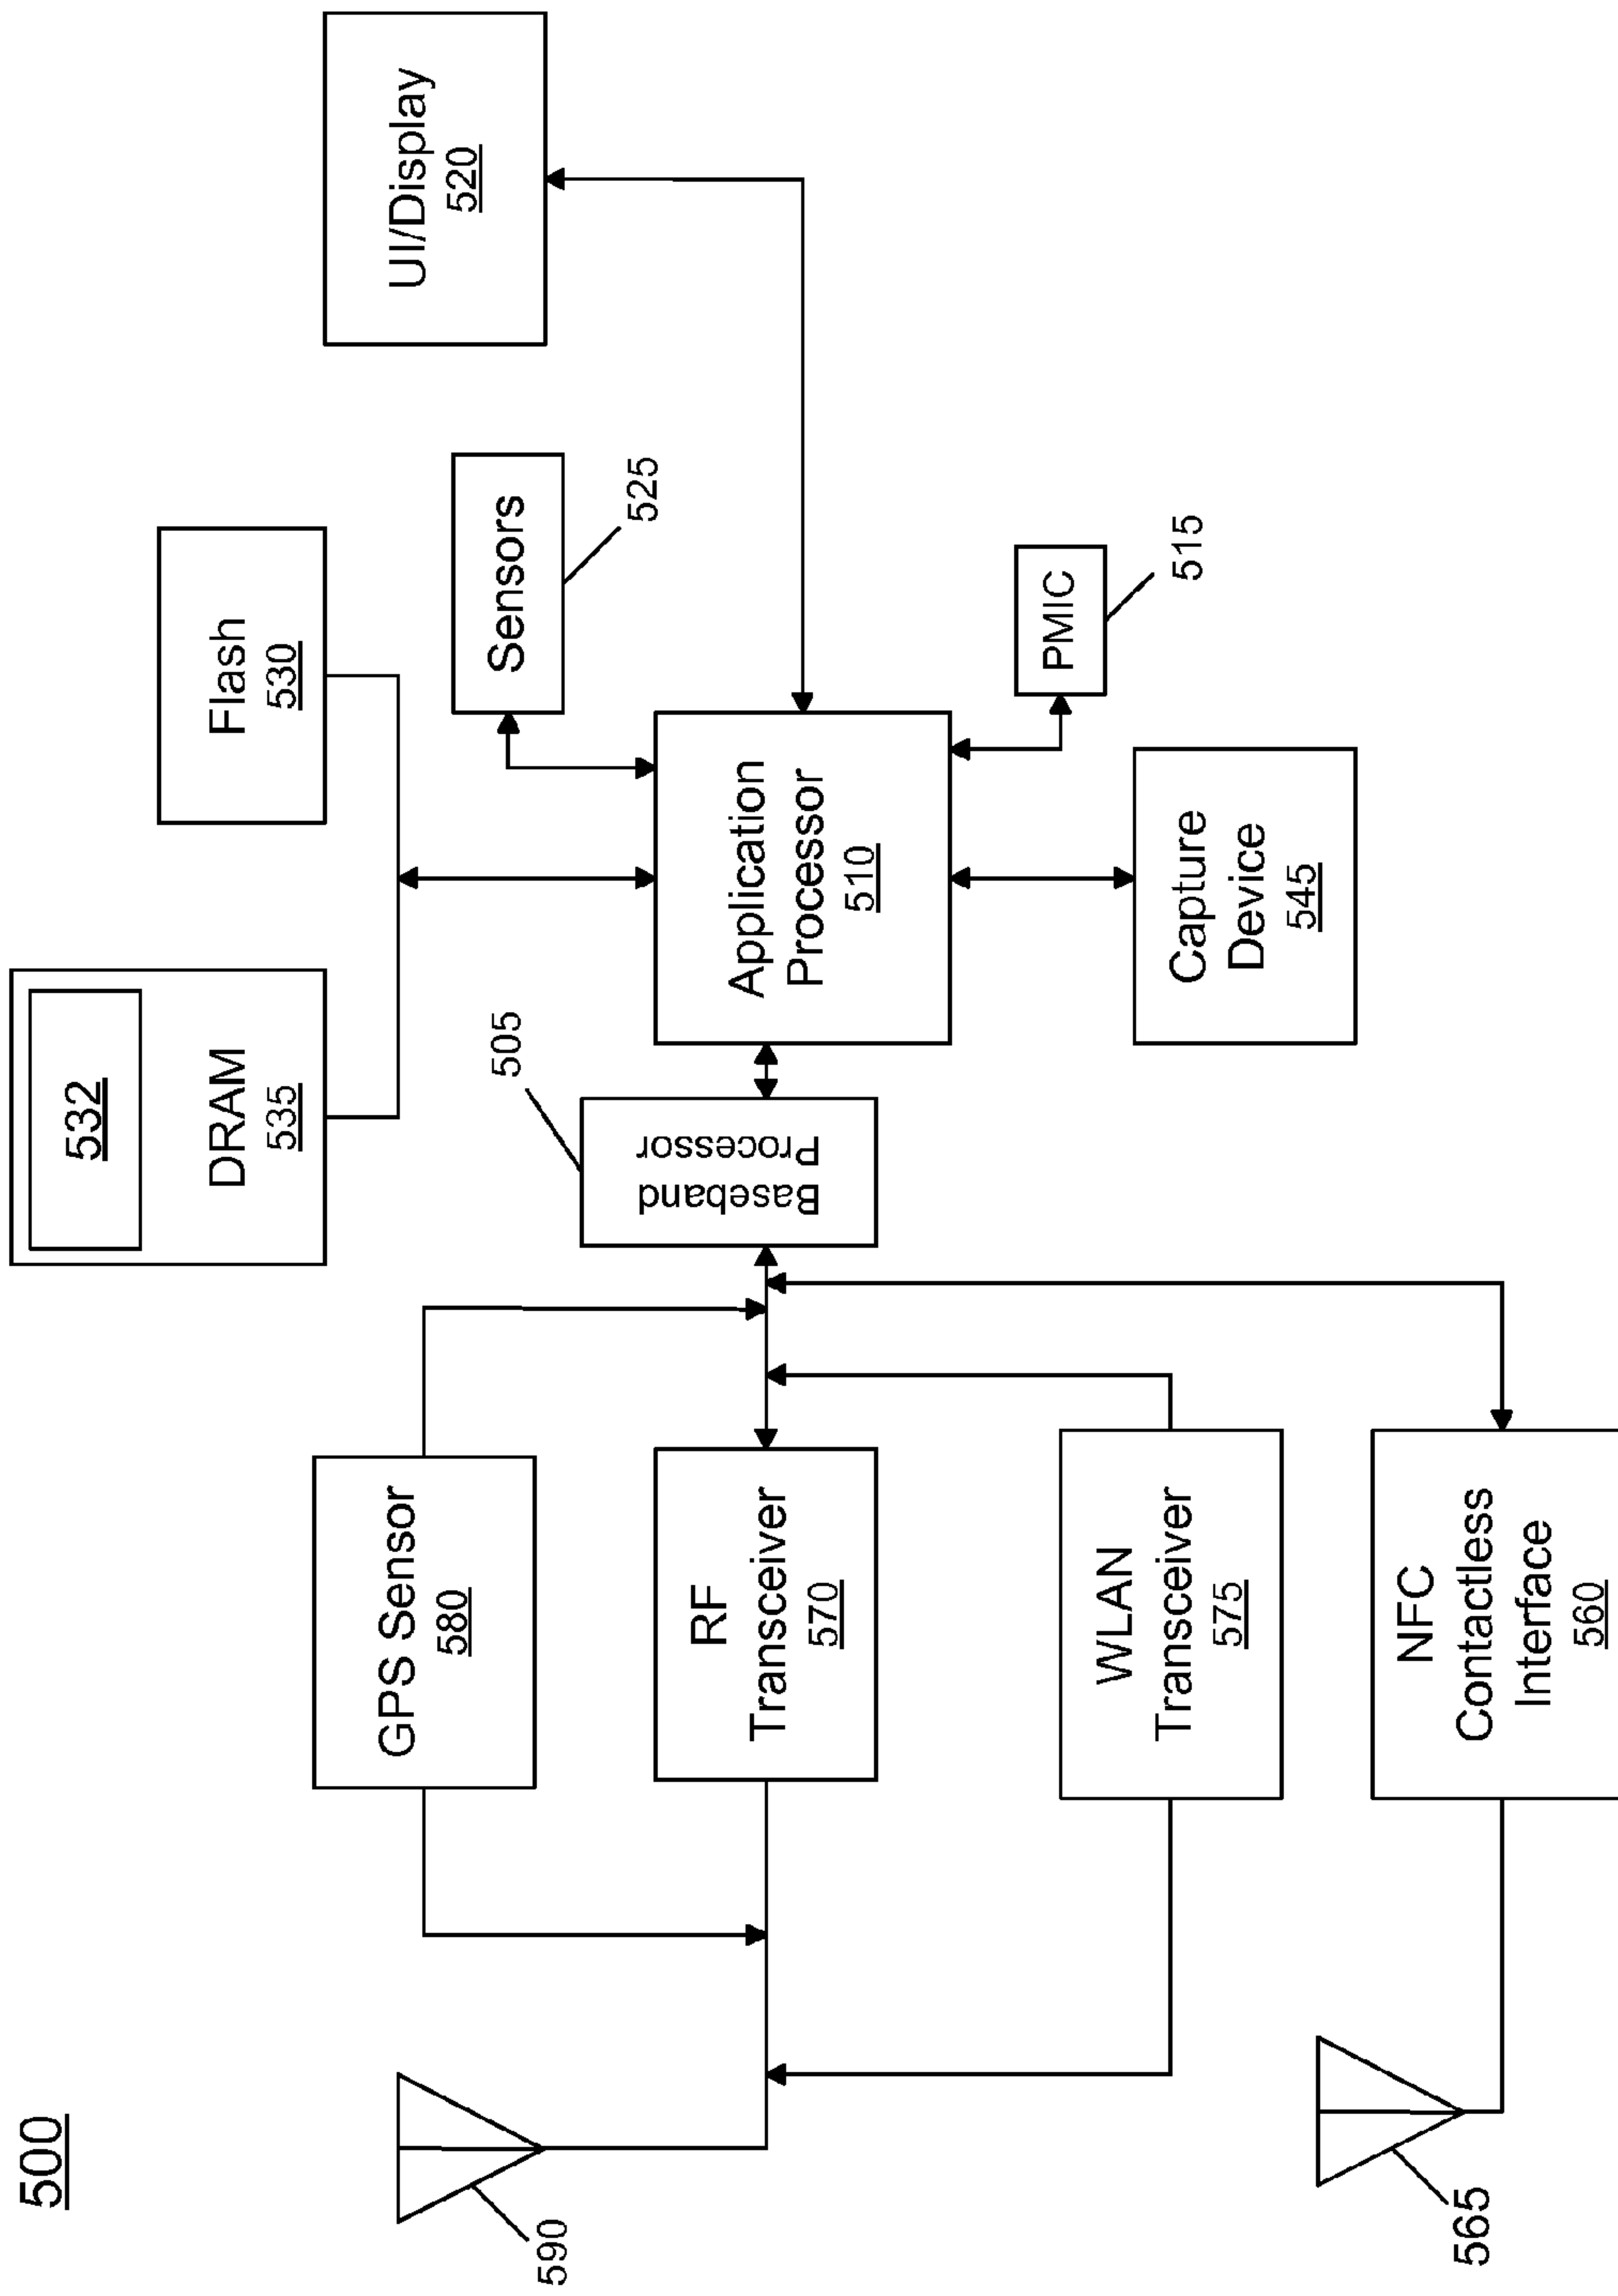 500
590
565
GPS Sensor
580
RF
Transceiver
570
WLAN
Transceiver
575
NFC
Contactless
Interface
560
Baseband
Processor
505
532
DRAM
535
Flash
530
Application
Processor
510
Capture
Device
545
Sensors
525
PMIC
515
UI/Display
520